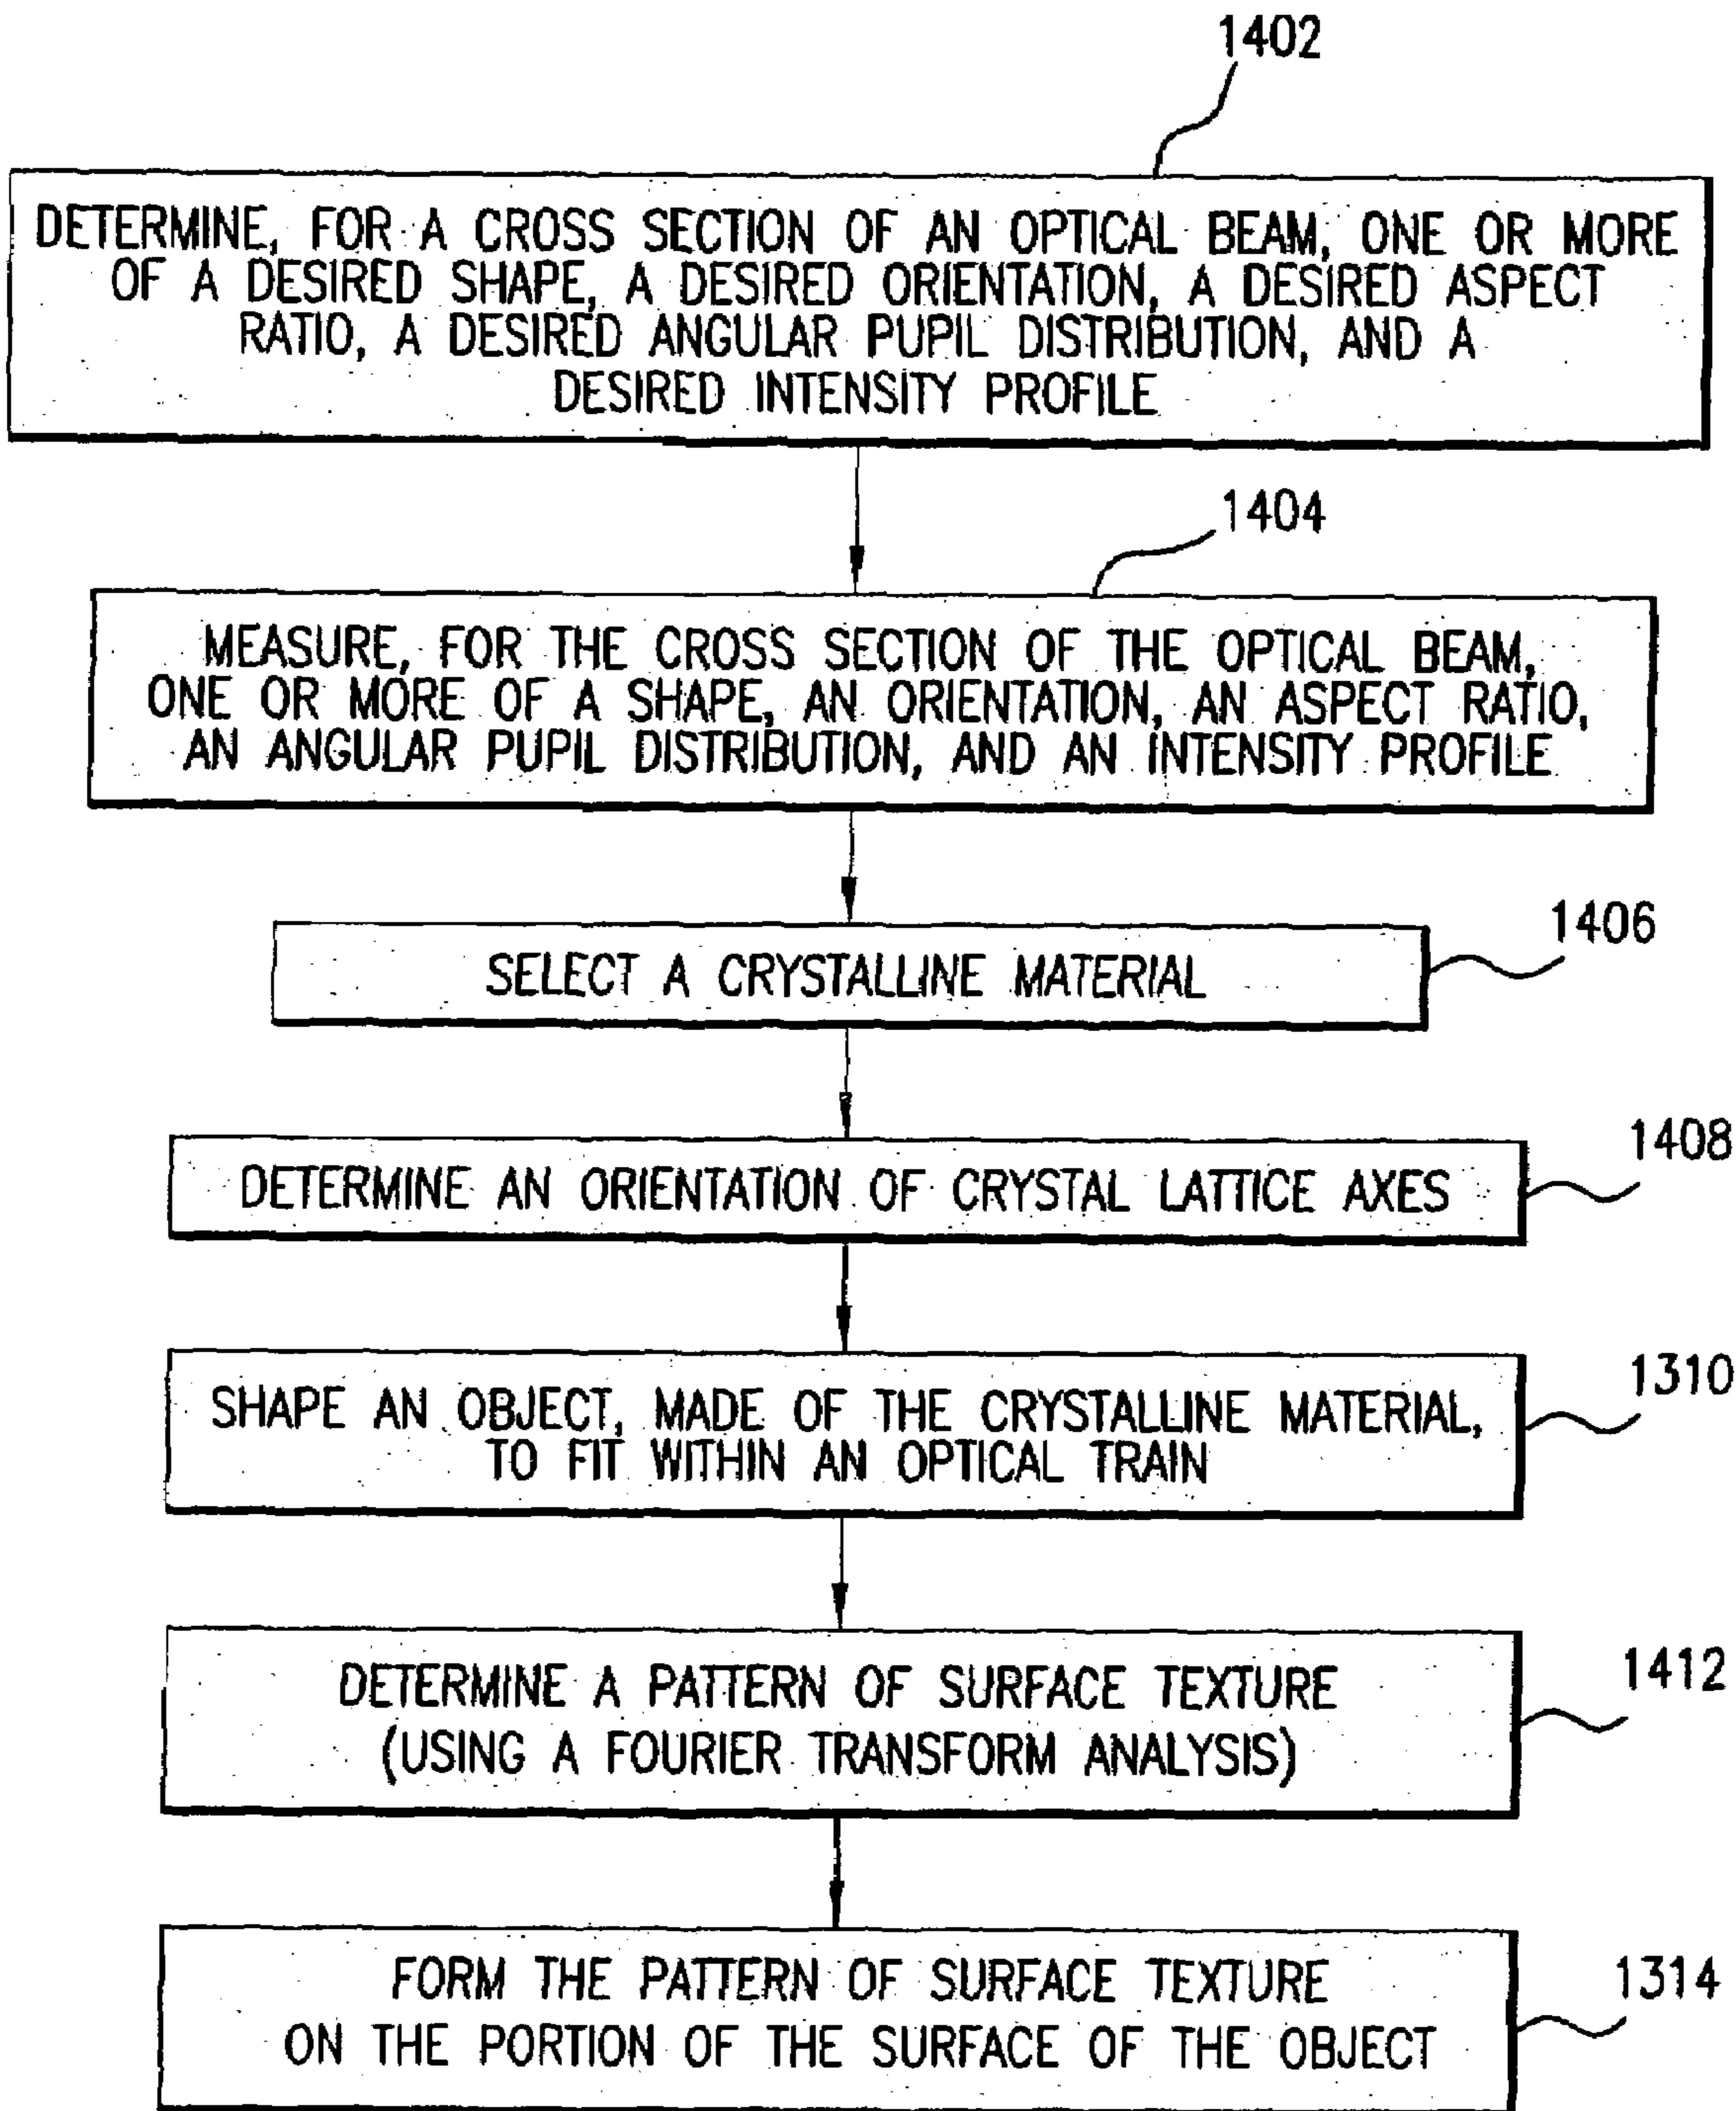 1402
DETERMINE, FOR A CROSS SECTION OF AN OPTICAL BEAM, ONE OR MORE
OF A DESIRED SHAPE, A DESIRED ORIENTATION, A DESIRED ASPECT
RATIO, A DESIRED ANGULAR PUPIL DISTRIBUTION, AND A
DESIRED INTENSITY PROFILE
1404
MEASURE, FOR THE CROSS SECTION OF THE OPTICAL BEAM,
ONE OR MORE OF A SHAPE, AN ORIENTATION, AN ASPECT RATIO,
AN ANGULAR PUPIL DISTRIBUTION, AND AN INTENSITY PROFILE
1406
SELECT A CRYSTALLINE MATERIAL
1408
DETERMINE AN ORIENTATION OF CRYSTAL LATTICE AXES
1310
SHAPE AN OBJECT, MADE OF THE CRYSTALLINE MATERIAL,
TO FIT WITHIN AN OPTICAL TRAIN
1412
DETERMINE A PATTERN OF SURFACE TEXTURE
(USING A FOURIER TRANSFORM ANALYSIS)
1314
FORM THE PATTERN OF SURFACE TEXTURE
ON THE PORTION OF THE SURFACE OF THE OBJECT